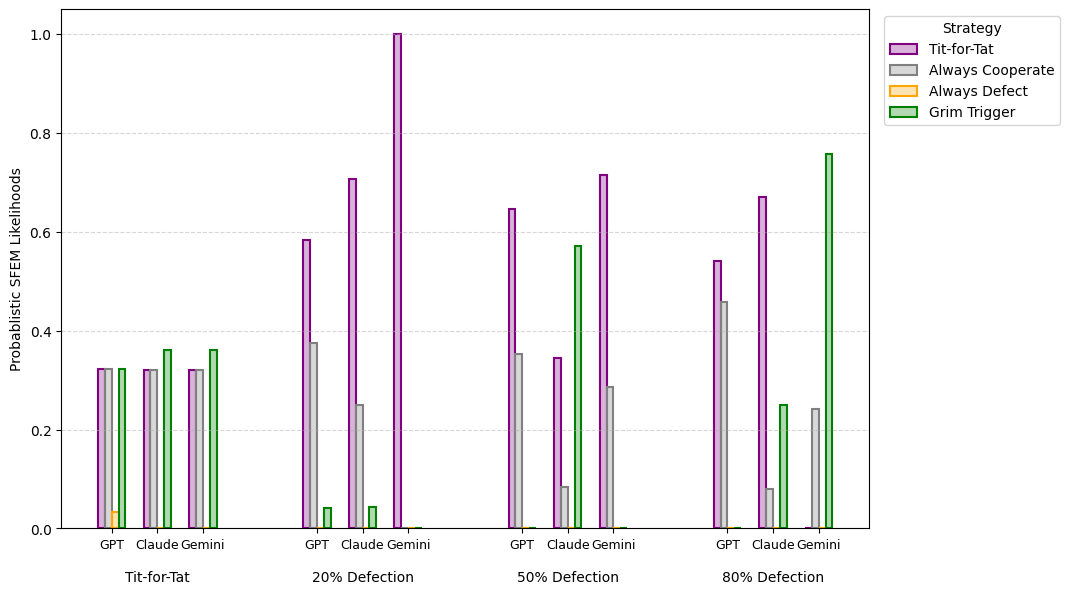 Strategy
Tit-for-Tat
Always Cooperate
Always Defect
Grim Trigger
Probablistic SFEM Likelihoods
1.0
0.8
0.6
0.4
0.2
0.0
GPT Claude Gemini GPT Claude Gemini GPT Claude Gemini GPT Claude Gemini
Tit-for-Tat 20% Defection 50% Defection 80% Defection